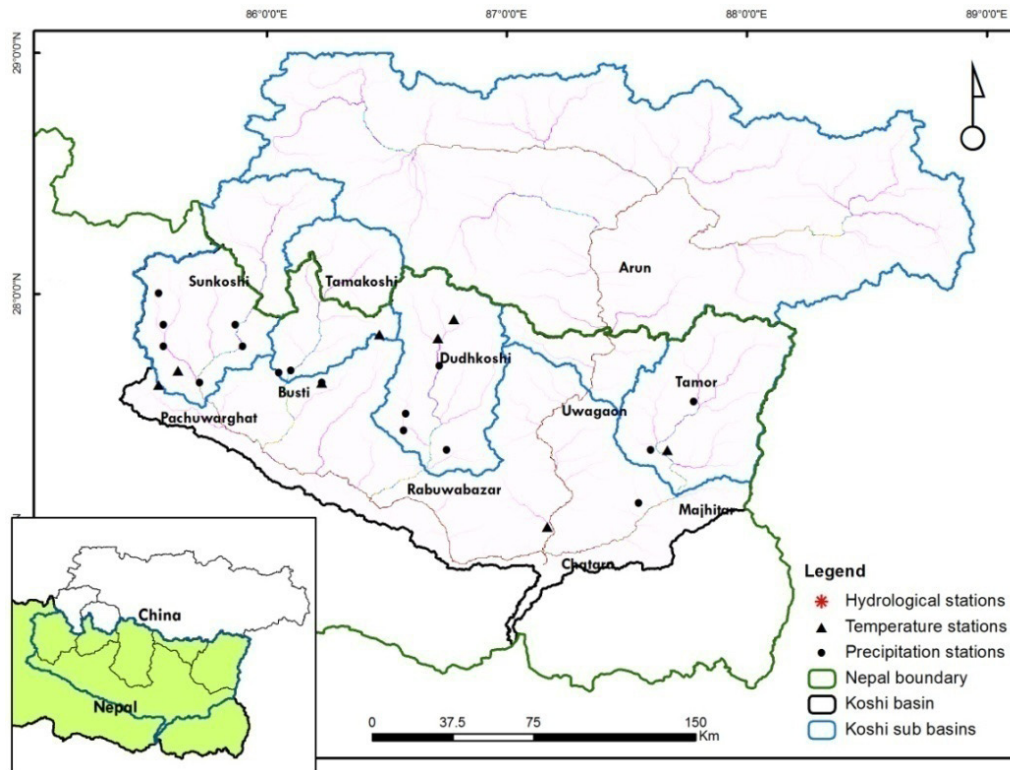 86°0'0"E
87°0'0"E
88°0'0"E
89°0'0"E
29°0'0"N
28°0'0"N
Arun
Sunkoshi
Tamakoshi
Dudhkoshi
Tamor
Busti
Uwagaon
Pachuwarghat
Rabuwabazar
Majhitar
Chatara
China
Nepal
Legend
Hydrological stations
Temperature stations
Precipitation stations
Nepal boundary
Koshi basin
Koshi sub basins
0
37.5
75
150
Km